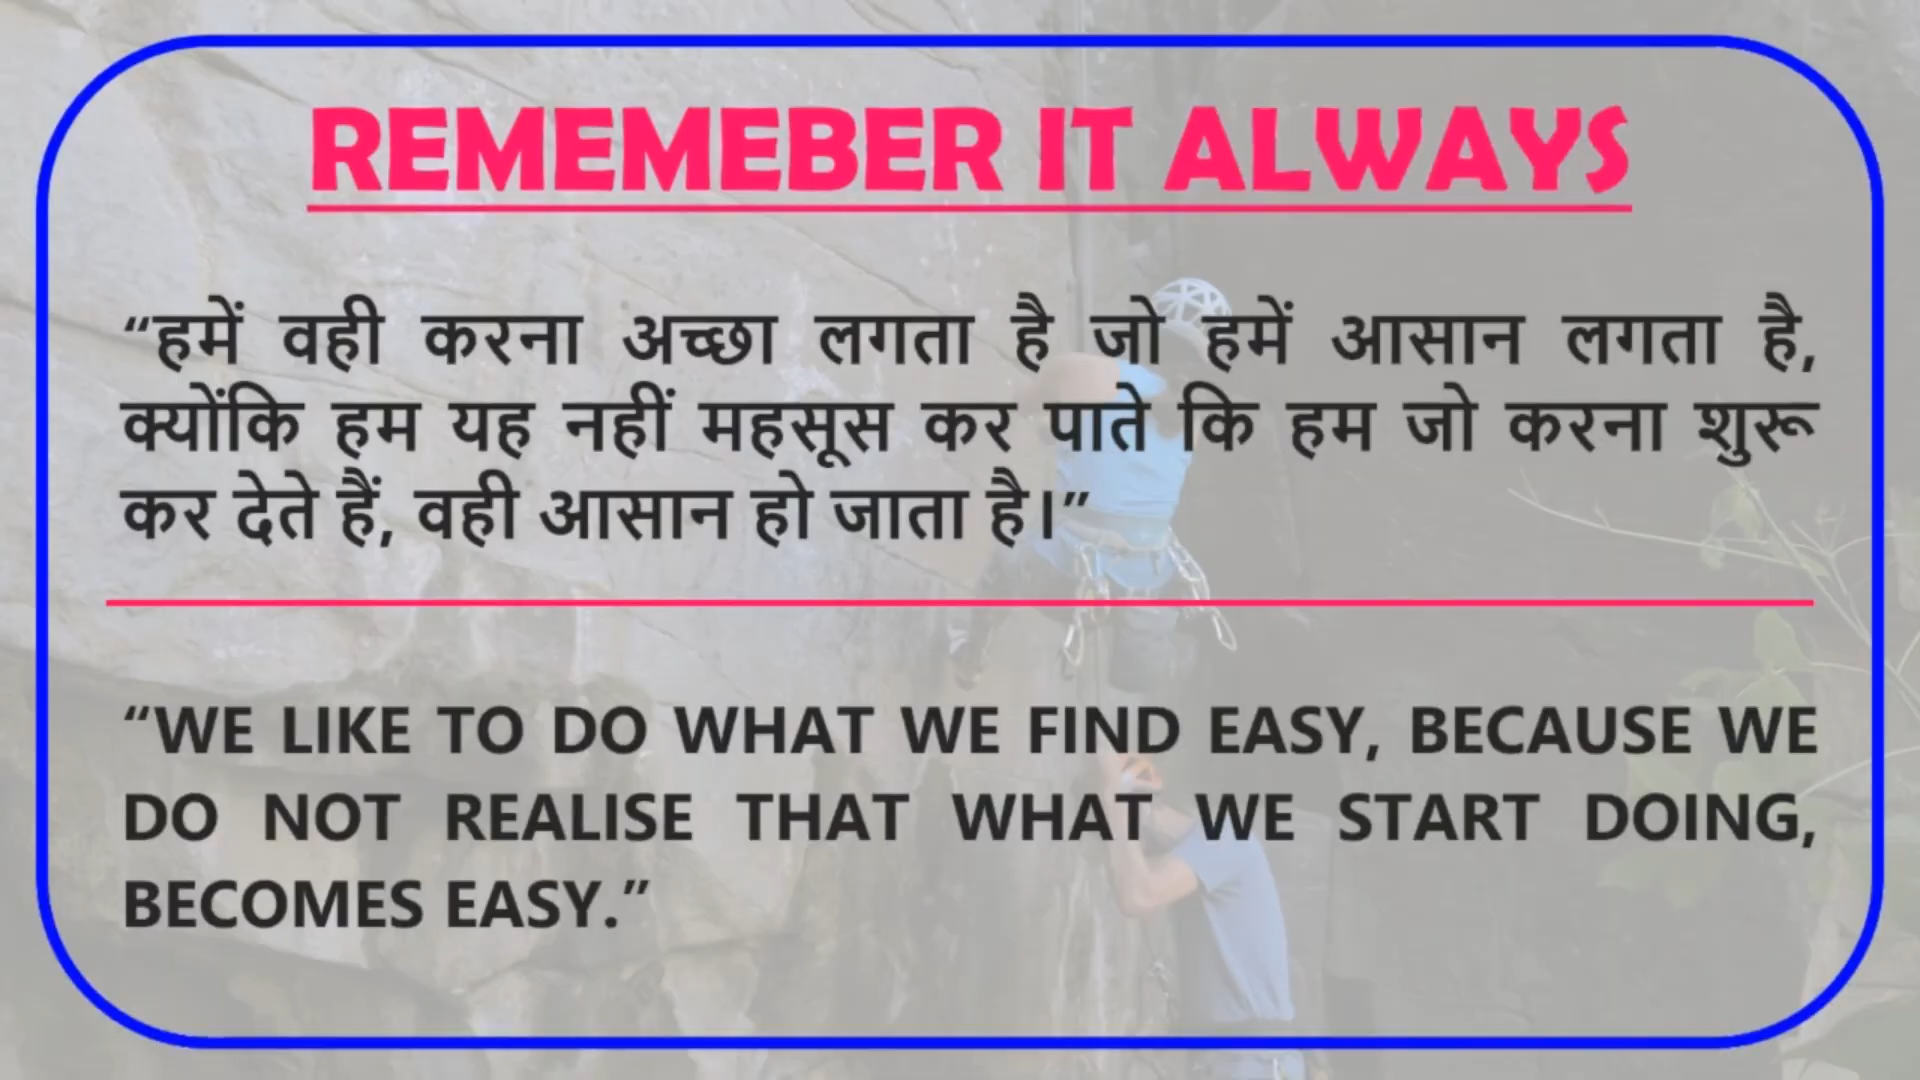 REMEMEBER IT ALWAYS
“हमें वही करना अच्छा लगता है जो हमें आसान लगता है,
क्योंकि हम यह नहीं महसूस कर पाते कि हम जो करना शुरू
कर देते हैं, वही आसान हो जाता है।”
“WE LIKE TO DO WHAT WE FIND EASY, BECAUSE WE
DO NOT REALISE THAT WHAT WE START DOING,
BECOMES EASY.”